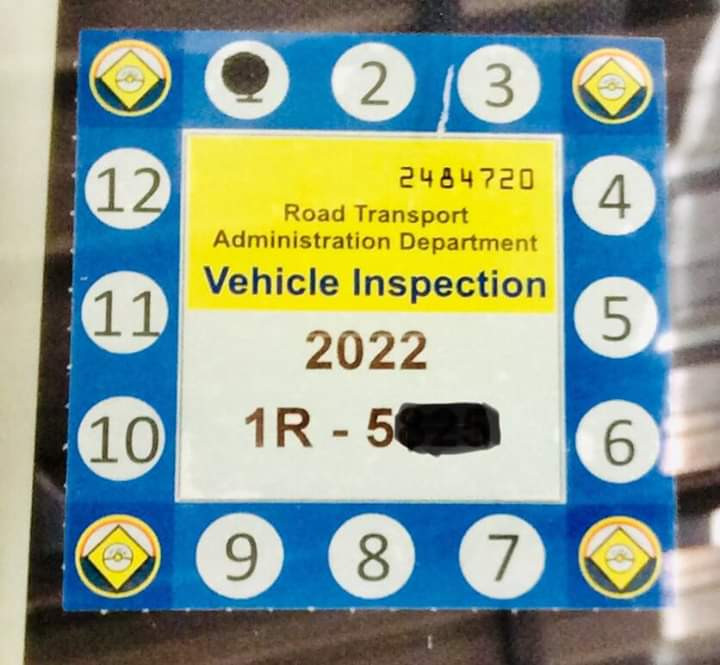 1 2 3
12 4
11 5
10 6
9 8 7
2484720
Road Transport
Administration Department
Vehicle Inspection
2022
1R - 5